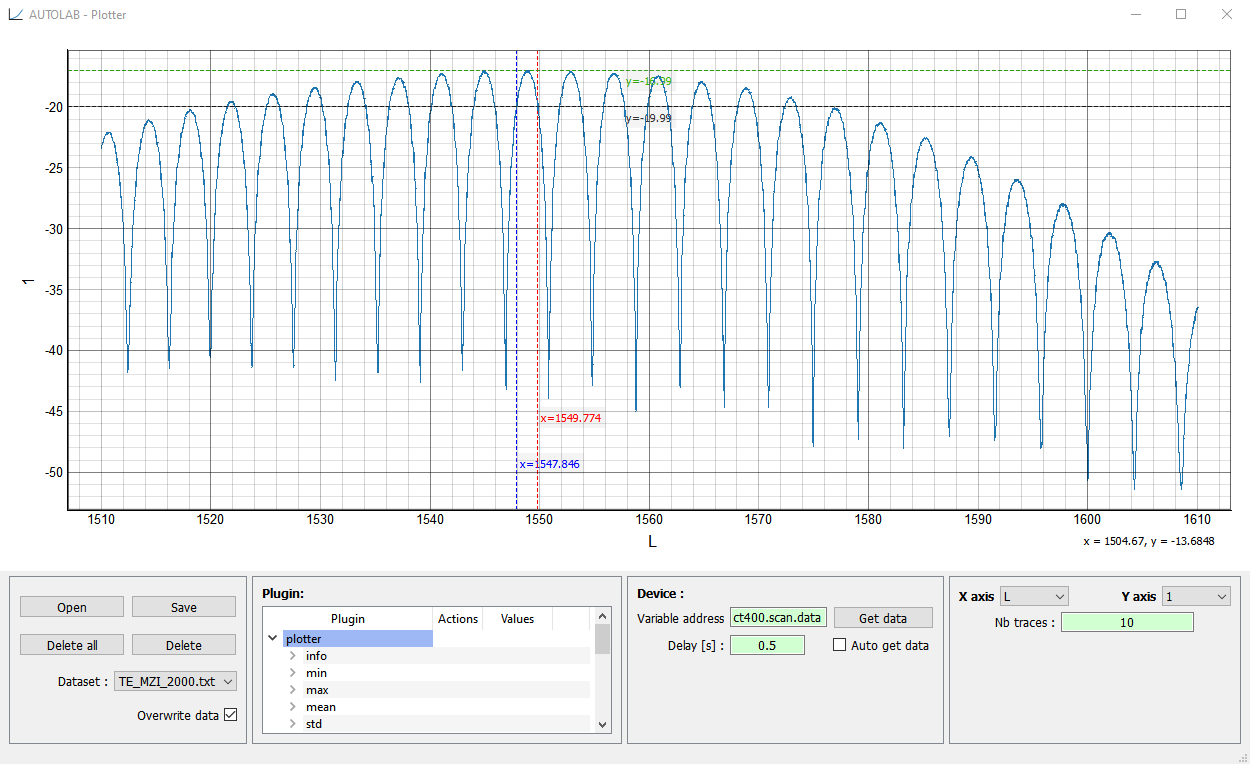 AUTOLAB - Plotter
y=-16.99
-20
y=-19.99
-25
-30
1
-35
-40
-45
x=1549.774
x=1547.846
-50
1510 1520 1530 1540 1550 1560 1570 1580 1590 1600 1610
L
x = 1504.67, y = -13.6848
Open Save
Delete all Delete
Dataset : TE_MZI_2000.txt
Overwrite data
Plugin:
Plugin Actions Values
plotter
info
min
max
mean
std
Device :
Variable address ct400.scan.data Get data
Delay [s] : 0.5 Auto get data
X axis L Y axis 1
Nb traces : 10